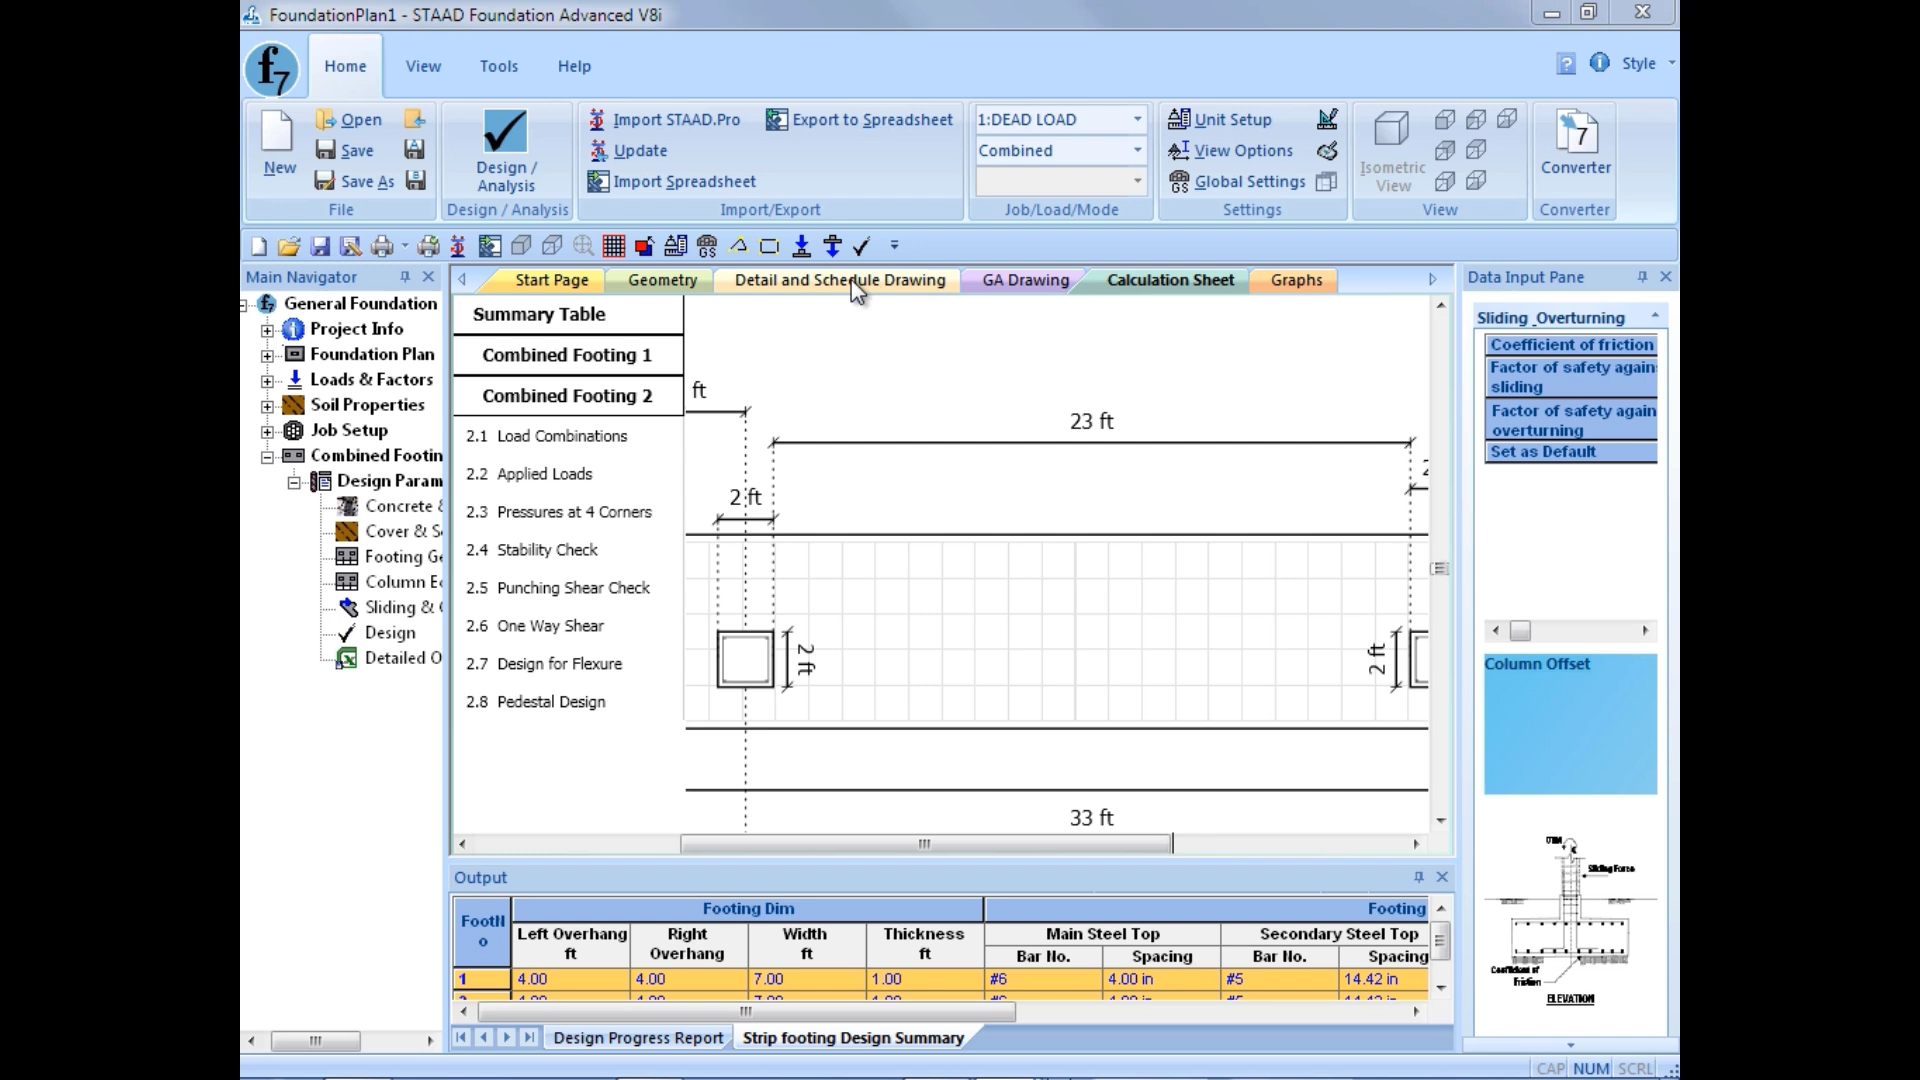 FoundationPlan1 - STAAD Foundation Advanced V8i
f7
Home View Tools Help
Style
New
Open
Save
Save As
File
Design /
Analysis
Design / Analysis
Import STAAD.Pro
Update
Import Spreadsheet
Export to Spreadsheet
Import/Export
1:DEAD LOAD
Combined
Job/Load/Mode
Unit Setup
View Options
Global Settings
Settings
Isometric
View
View
7
Converter
Converter
Main Navigator
General Foundation
Project Info
Foundation Plan
Loads & Factors
Soil Properties
Job Setup
Combined Footin
Design Param
Concrete &
Cover & S
Footing Ge
Column
Sliding &
Design
Detailed O
Start Page Geometry Detail and Schedule Drawing GA Drawing Calculation Sheet Graphs
Summary Table
Combined Footing 1
Combined Footing 2
2.1 Load Combinations
2.2 Applied Loads
2.3 Pressures at 4 Corners
2.4 Stability Check
2.5 Punching Shear Check
2.6 One Way Shear
2.7 Design for Flexure
2.8 Pedestal Design
ft
23 ft
2 ft
2 ft
2 ft
33 ft
Output
FootN
o
Footing Dim
Footing
Left Overhang
ft
Right
Overhang
Width
ft
Thickness
ft
Main Steel Top
Secondary Steel Top
Bar No. Spacing Bar No. Spacing
1 4.00 4.00 7.00 1.00 #6 4.00 in #5 14.42 in
Design Progress Report Strip footing Design Summary
Data Input Pane
Sliding_Overturning
Coefficient of friction
Factor of safety again
sliding
Factor of safety again
overturning
Set as Default
Column Offset
Sliding Force
Coefficient of
Friction
ELEVATION
CAP NUM SCRL